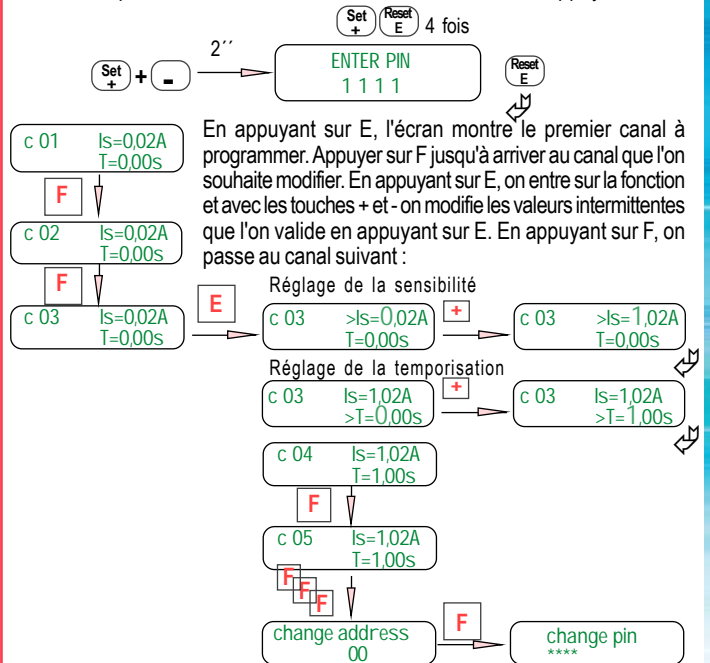 Set
+
Reset
E
4 fois
Set
+
+
-
2´´
ENTER PIN
1 1 1 1
Reset
E
En appuyant sur E, l'écran montre le premier canal à
programmer. Appuyer sur F jusqu'à arriver au canal que l'on
souhaite modifier. En appuyant sur E, on entre sur la fonction
et avec les touches + et - on modifie les valeurs intermittentes
que l'on valide en appuyant sur E. En appuyant sur F, on
passe au canal suivant :
c 01 Is=0,02A
T=0,00s
F
c 02 Is=0,02A
T=0,00s
F
c 03 Is=0,02A
T=0,00s
E
Réglage de la sensibilité
c 03 >Is=0,02A
T=0,00s
+
c 03 >Is=1,02A
T=0,00s
Réglage de la temporisation
c 03 Is=1,02A
>T=0,00s
+
c 03 Is=1,02A
>T=1,00s
c 04 Is=1,02A
T=1,00s
F
c 05 Is=1,02A
T=1,00s
F
F
F
change address
00
F
change pin
****